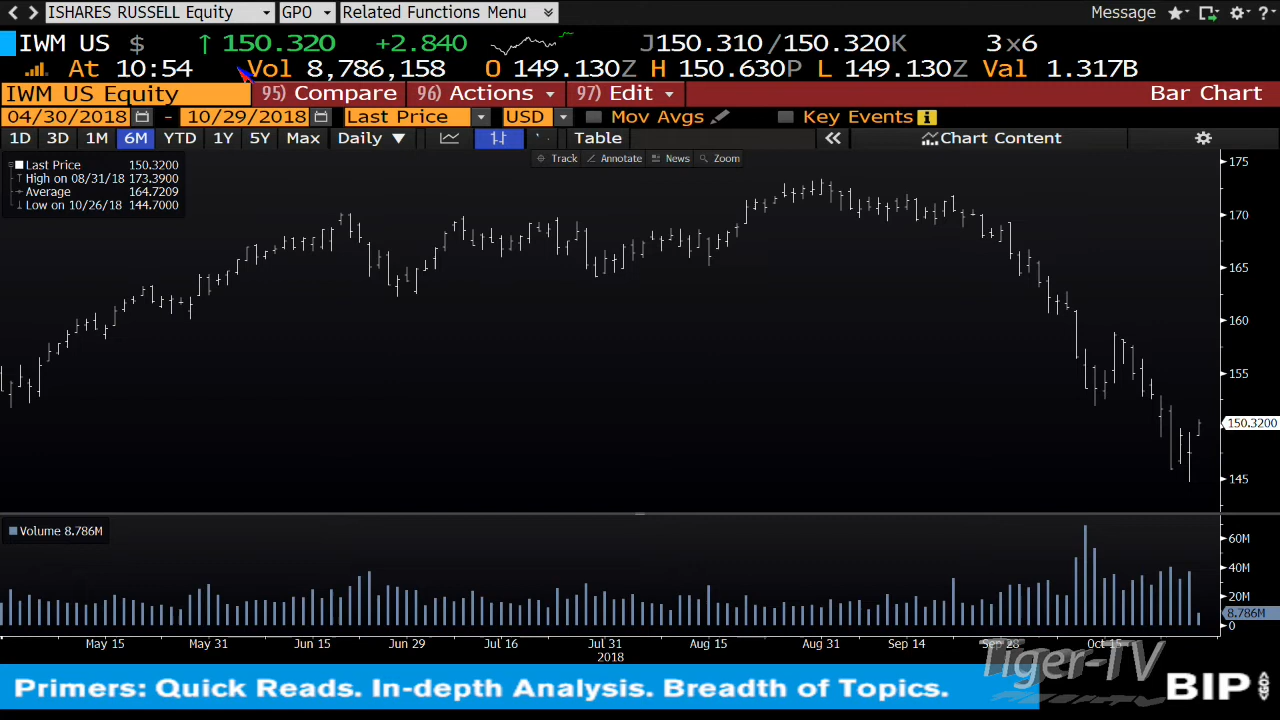 ISHARES RUSSELL Equity GPO Related Functions Menu Message
IWM US $ ↑ 150.320 +2.840 J150.310 /150.320K 3x6
At 10:54 Vol 8,786,158 O 149.130Z H 150.630P L 149.130Z Val 1.317B
IWM US Equity 95) Compare 96) Actions 97) Edit Bar Chart
04/30/2018 - 10/29/2018 Last Price USD Mov Avgs Key Events
1D 3D 1M 6M YTD 1Y 5Y Max Daily ▼ Table « Chart Content
Track Annotate News Zoom
Last Price 150.3200
High on 08/31/18 173.3900
Average 164.7209
Low on 10/26/18 144.7000
175
170
165
160
155
150.3200
145
Volume 8.786M
60M
40M
20M
8.786M
0
May 15 May 31 Jun 15 Jun 29 Jul 16 Jul 31 Aug 15 Aug 31 Sep 14 Sep 28 Oct 15
2018
Tiger-TV
Primers: Quick Reads. In-depth Analysis. Breadth of Topics.
BIP GO